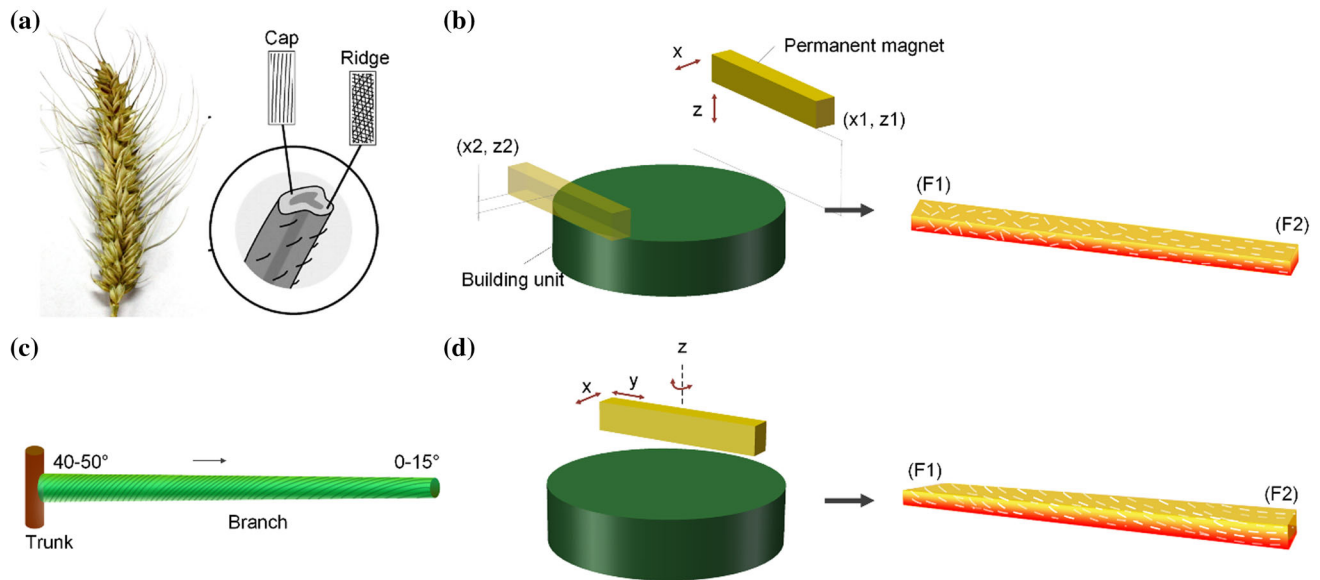 (a)
Cap
Ridge
(b)
Permanent magnet
x
z
(x1, z1)
(x2, z2)
Building unit
(F1)
(F2)
(c)
40-50°
0-15°
Branch
Trunk
(d)
z
x
y
(F1)
(F2)